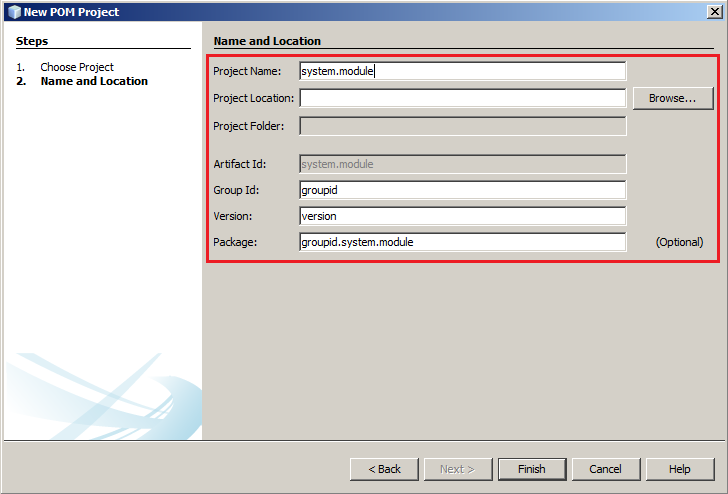 New POM Project
Steps
1. Choose Project
2. Name and Location
Name and Location
Project Name: system.module
Project Location: Browse...
Project Folder:
Artifact Id: system.module
Group Id: groupid
Version: version
Package: groupid.system.module (Optional)
< Back Next > Finish Cancel Help